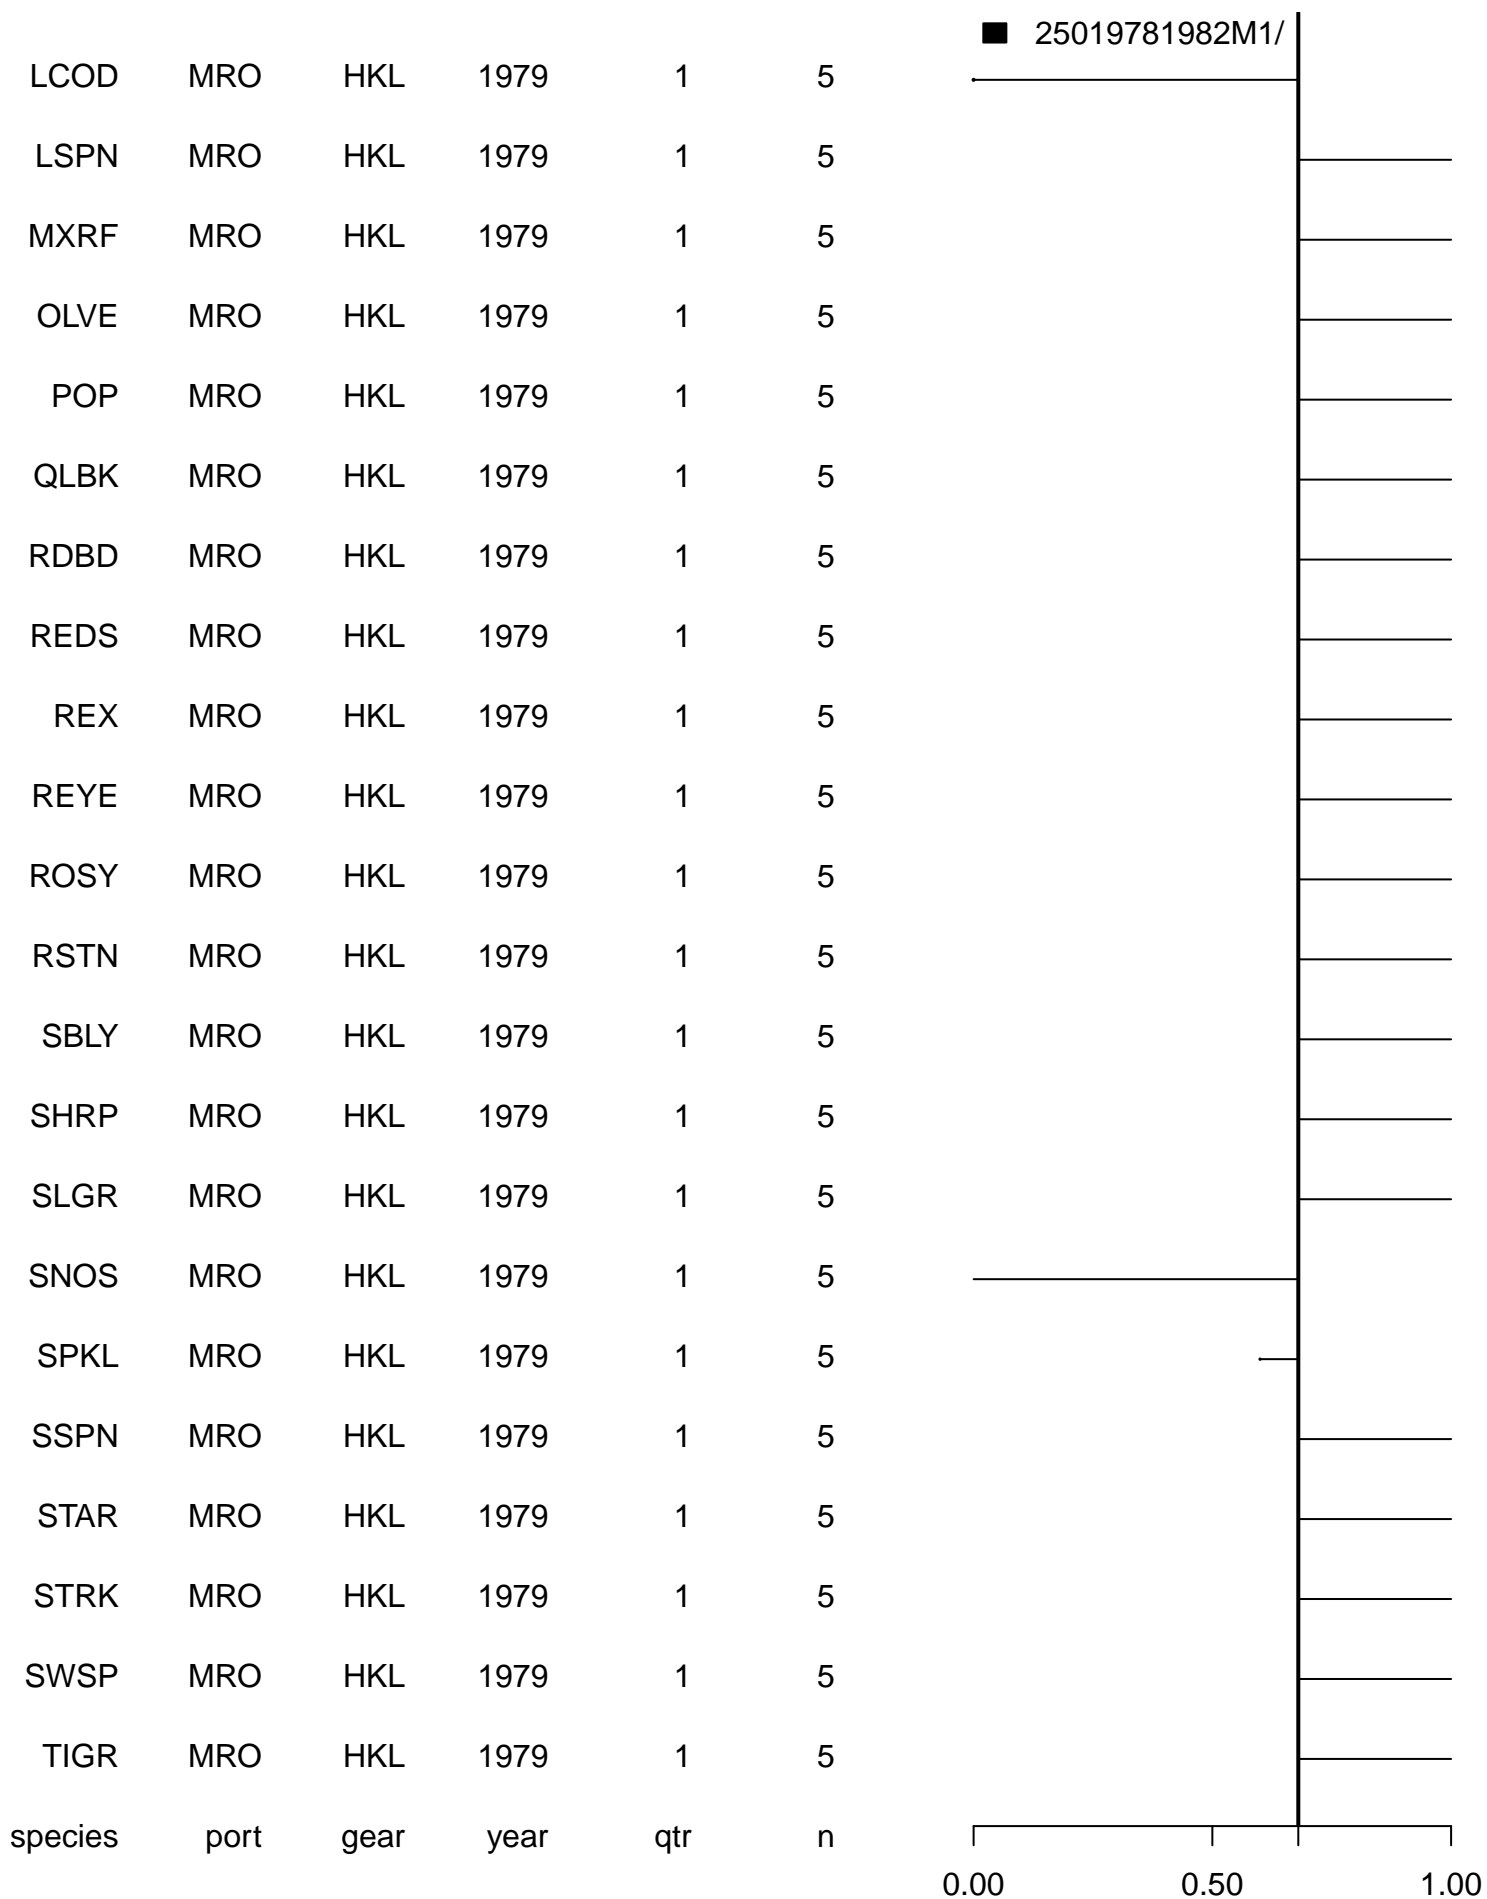 25019781982M1/
LCOD MRO HKL 1979 1 5
LSPN MRO HKL 1979 1 5
MXRF MRO HKL 1979 1 5
OLVE MRO HKL 1979 1 5
POP MRO HKL 1979 1 5
QLBK MRO HKL 1979 1 5
RDBD MRO HKL 1979 1 5
REDS MRO HKL 1979 1 5
REX MRO HKL 1979 1 5
REYE MRO HKL 1979 1 5
ROSY MRO HKL 1979 1 5
RSTN MRO HKL 1979 1 5
SBLY MRO HKL 1979 1 5
SHRP MRO HKL 1979 1 5
SLGR MRO HKL 1979 1 5
SNOS MRO HKL 1979 1 5
SPKL MRO HKL 1979 1 5
SSPN MRO HKL 1979 1 5
STAR MRO HKL 1979 1 5
STRK MRO HKL 1979 1 5
SWSP MRO HKL 1979 1 5
TIGR MRO HKL 1979 1 5
species port gear year qtr n
0.00 0.50 1.00